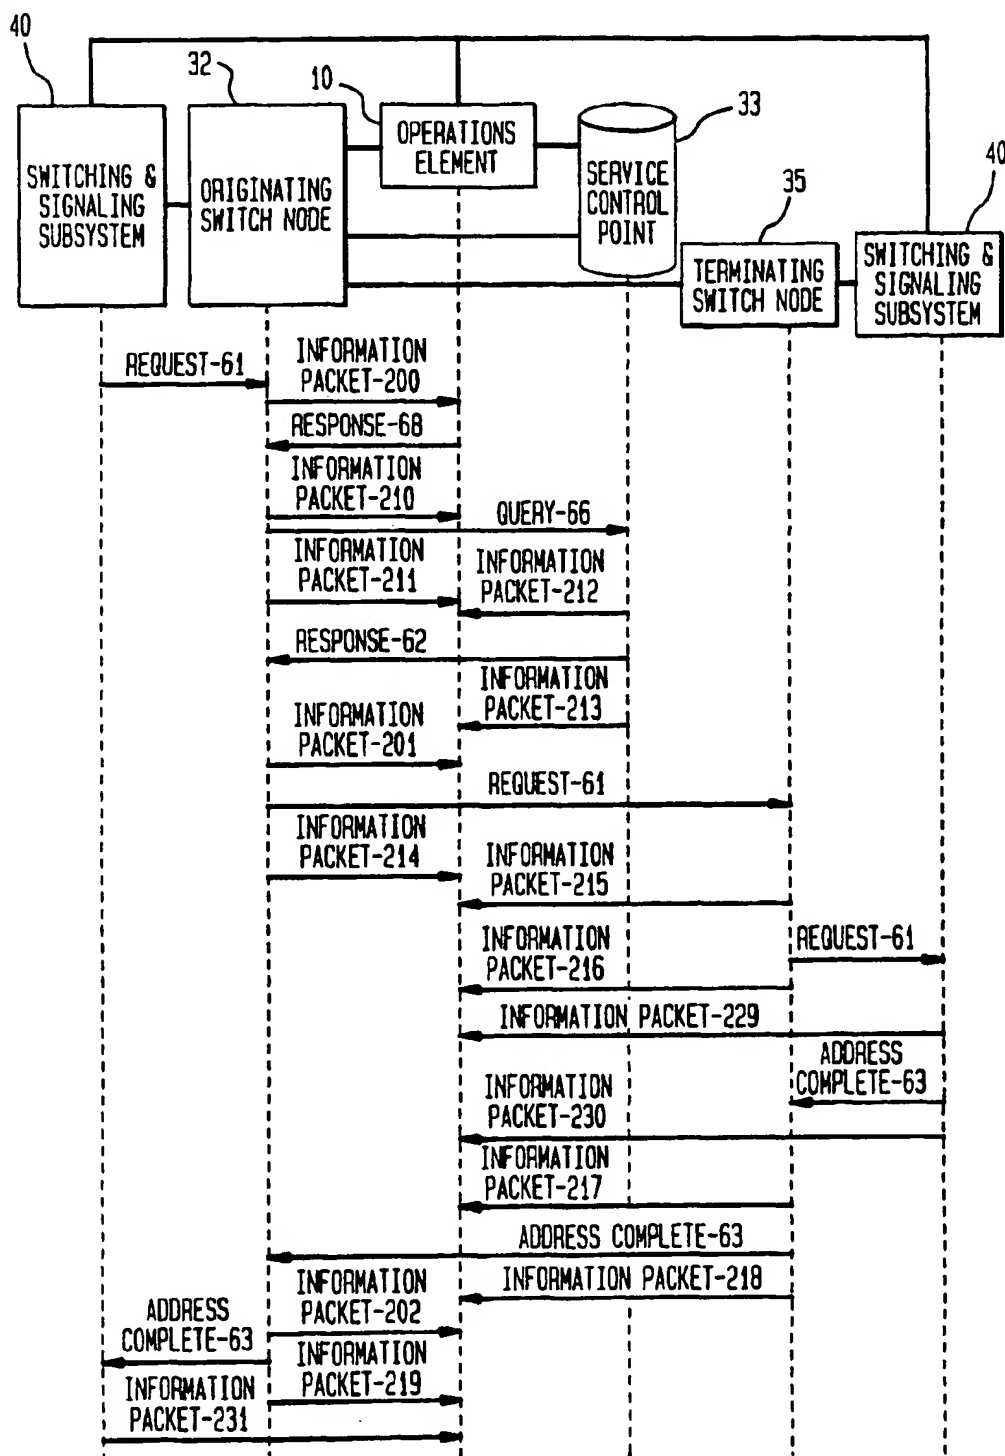 40
32
10
33
35
40
SWITCHING &
SIGNALING
SUBSYSTEM
ORIGINATING
SWITCH NODE
OPERATIONS
ELEMENT
SERVICE
CONTROL
POINT
TERMINATING
SWITCH NODE
SWITCHING &
SIGNALING
SUBSYSTEM
REQUEST-61
INFORMATION
PACKET-200
RESPONSE-68
INFORMATION
PACKET-210
QUERY-66
INFORMATION
PACKET-211
INFORMATION
PACKET-212
RESPONSE-62
INFORMATION
PACKET-213
INFORMATION
PACKET-201
REQUEST-61
INFORMATION
PACKET-214
INFORMATION
PACKET-215
REQUEST-61
INFORMATION
PACKET-216
INFORMATION PACKET-229
ADDRESS
COMPLETE-63
INFORMATION
PACKET-230
INFORMATION
PACKET-217
ADDRESS COMPLETE-63
INFORMATION PACKET-218
INFORMATION
PACKET-202
ADDRESS
COMPLETE-63
INFORMATION
PACKET-219
INFORMATION
PACKET-231